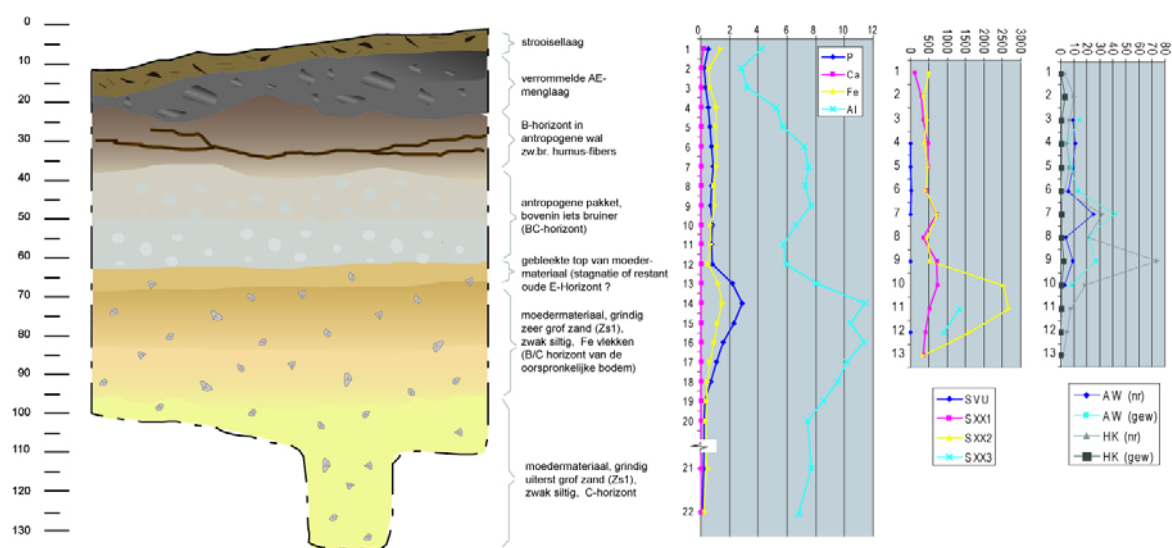 0
10
20
30
40
50
60
70
80
90
100
110
120
130
strooisellaag
verrommelde AE-
menglaag
B-horizont in
antropogene wal
zw.br. humus-fibers
antropogene pakket,
bovenin iets bruiner
(BC-horizont)
gebleekte top van moeder-
materiaal (stagnatie of restant
oude E-Horizont ?
moedermateriaal, grindig
zeer grof zand (Zs1),
zwak siltig, Fe vlekken
(B/C horizont van de
oorspronkelijke bodem)
moedermateriaal, grindig
uiterst grof zand (Zs1),
zwak siltig, C-horizont
0 2 4 6 8 10 12
1
2
3
4
5
6
7
8
9
10
11
12
13
14
15
16
17
18
19
20
21
22
P
Ca
Fe
Al
0 500 1000 1500 2000 2500 3000
1
2
3
4
5
6
7
8
9
10
11
12
13
SVU
SXX1
SXX2
SXX3
0 10 20 30 40 50 60 70 80
1
2
3
4
5
6
7
8
9
10
11
12
13
AW (nr)
AW (gew)
HK (nr)
HK (gew)